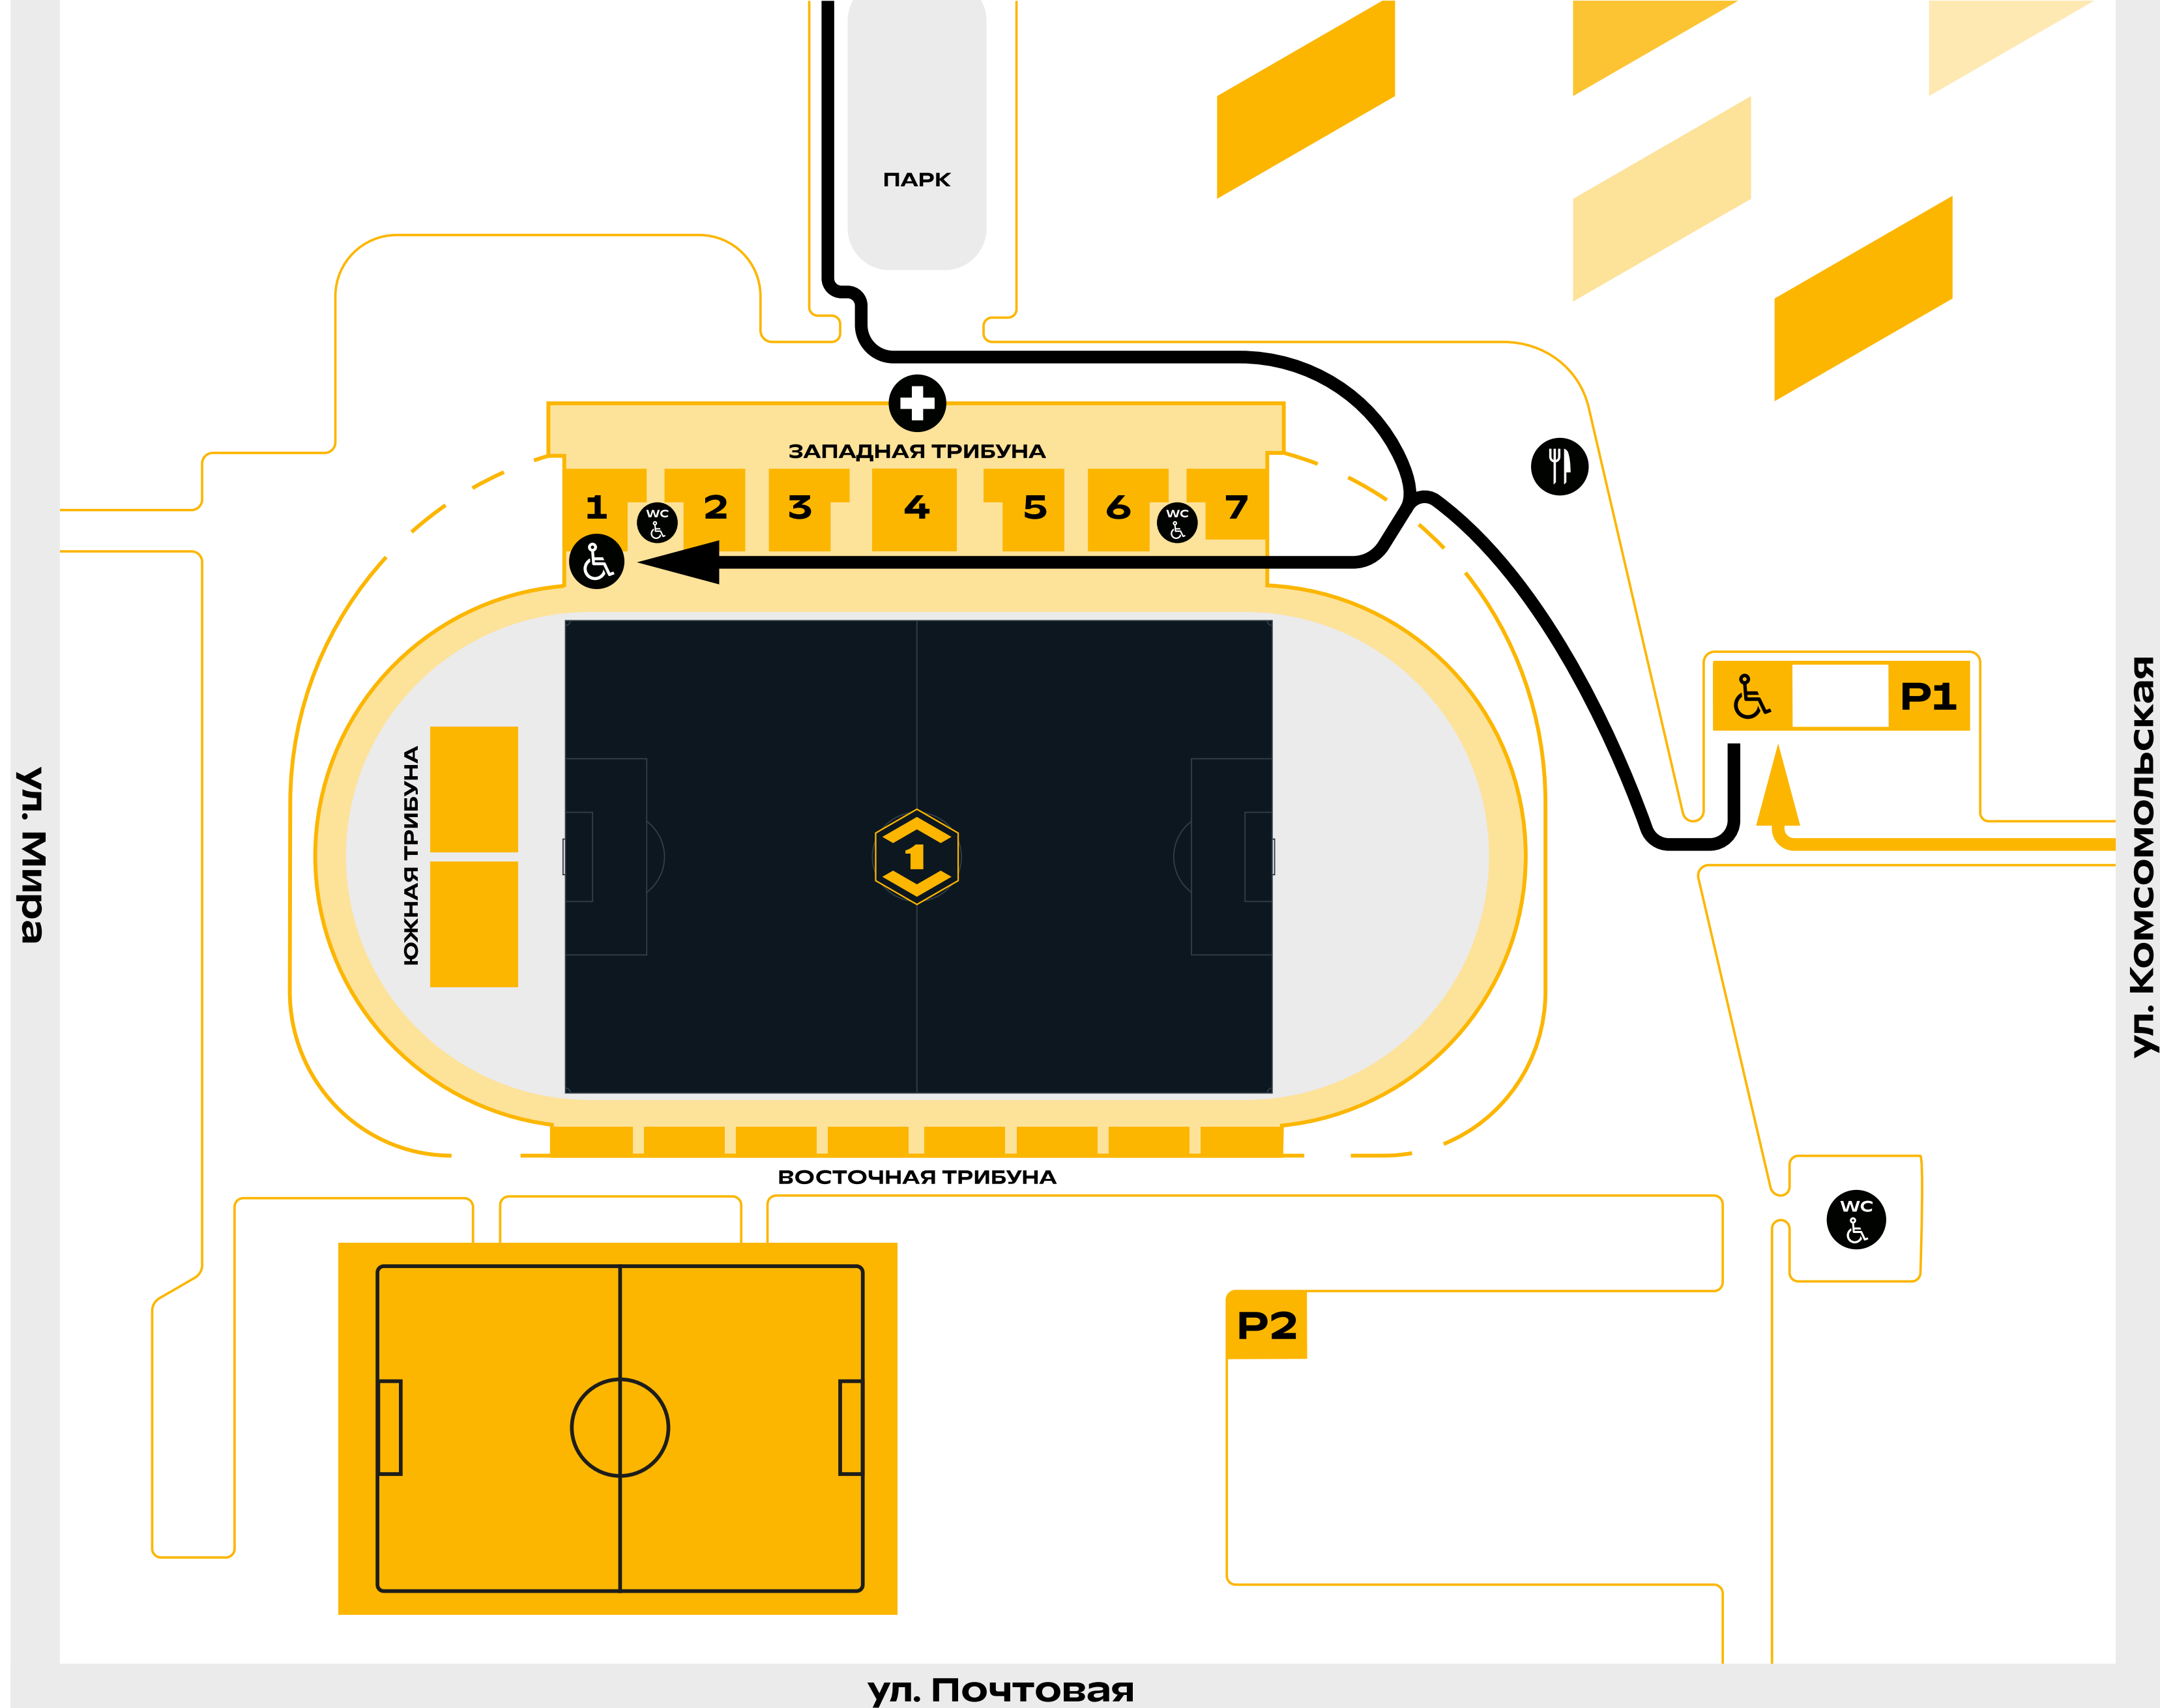 ПАРК
ЗАПАДНАЯ ТРИБУНА
1 2 3 4 5 6 7
WC WC
P1
ул. Мира
ЮЖНАЯ ТРИБУНА
1
ул. Комсомольская
ВОСТОЧНАЯ ТРИБУНА
WC
P2
ул. Почтовая